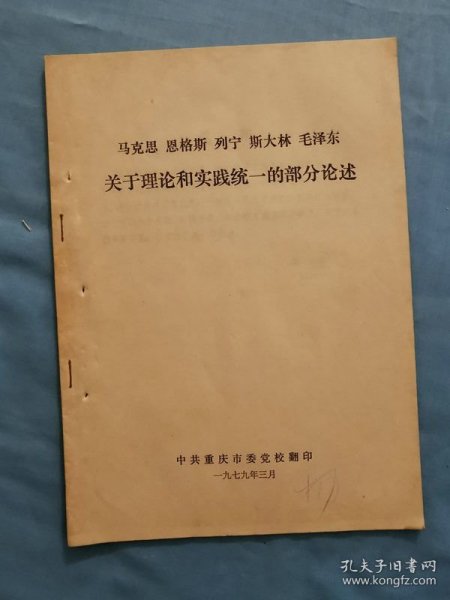 马克思 恩格斯 列宁 斯大林 毛泽东
关于理论和实践统一的部分论述
中共重庆市委党校翻印
一九七九年三月
孔夫子旧书网
www.kongfz.com